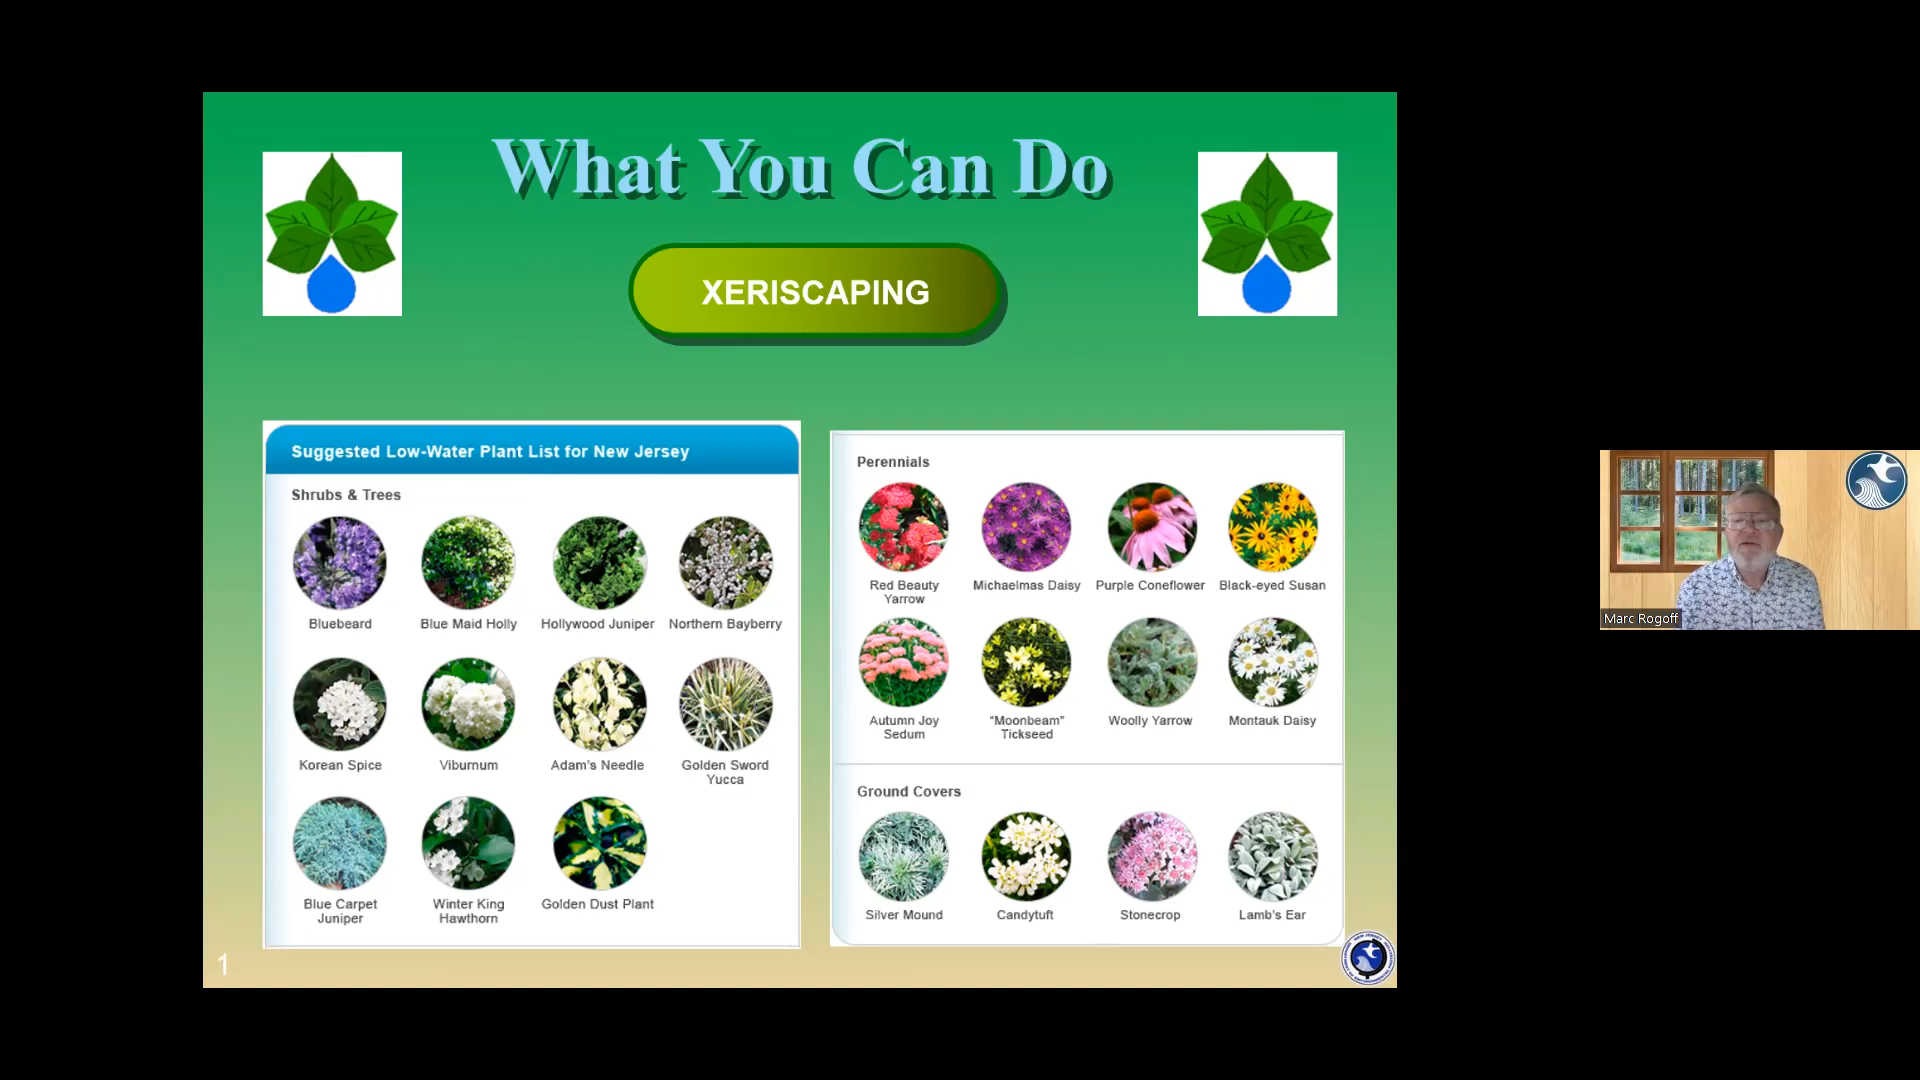 What You Can Do
XERISCAPING
Suggested Low-Water Plant List for New Jersey
Shrubs & Trees
Bluebeard
Blue Maid Holly
Hollywood Juniper
Northern Bayberry
Korean Spice
Viburnum
Adam's Needle
Golden Sword
Yucca
Blue Carpet
Juniper
Winter King
Hawthorn
Golden Dust Plant
Perennials
Red Beauty
Yarrow
Michaelmas Daisy
Purple Coneflower
Black-eyed Susan
Autumn Joy
Sedum
“Moonbeam”
Tickseed
Woolly Yarrow
Montauk Daisy
Ground Covers
Silver Mound
Candytuft
Stonecrop
Lamb's Ear
1
Marc Rogoff